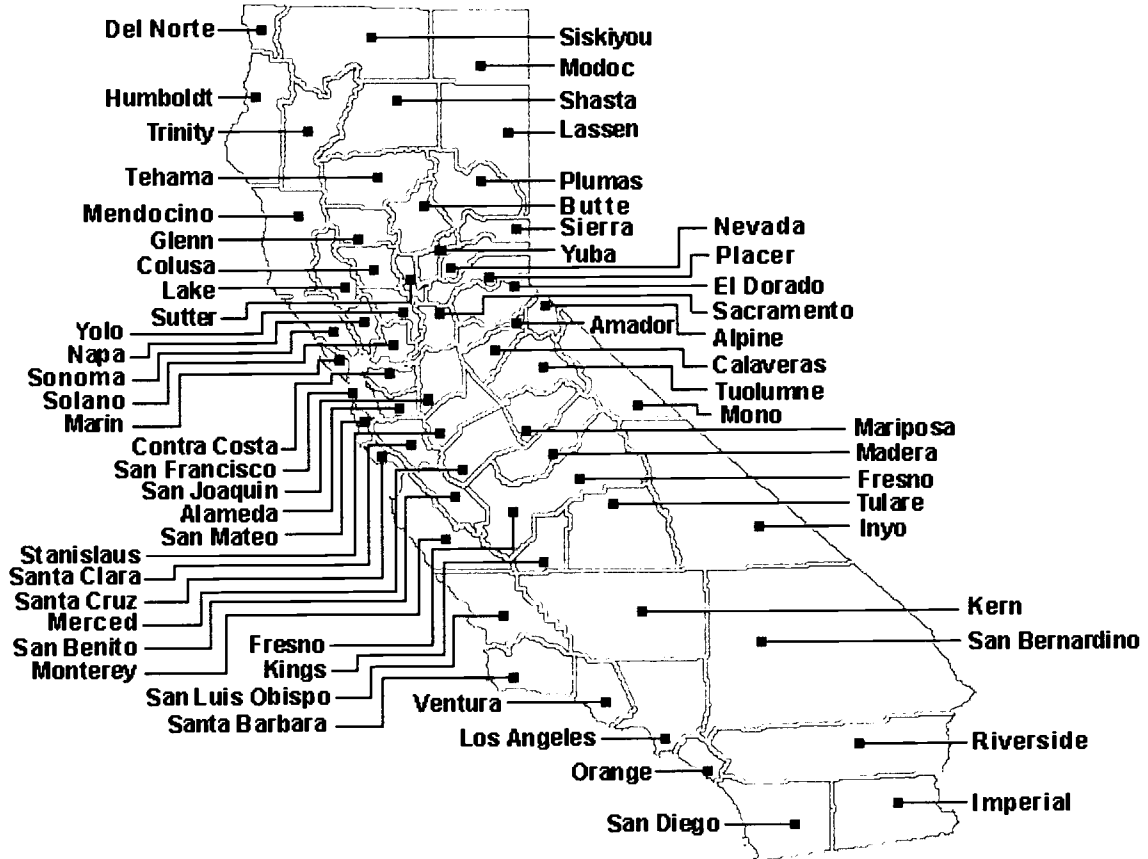 Del Norte
Siskiyou
Modoc
Humboldt
Shasta
Trinity
Lassen
Tehama
Plumas
Mendocino
Butte
Sierra
Nevada
Glenn
Yuba
Placer
Colusa
El Dorado
Lake
Sacramento
Sutter
Amador
Alpine
Yolo
Napa
Calaveras
Sonoma
Tuolumne
Solano
Mono
Marin
Mariposa
Contra Costa
Madera
San Francisco
Fresno
San Joaquin
Tulare
Alameda
Inyo
San Mateo
Stanislaus
Santa Clara
Santa Cruz
Kern
Merced
San Bernardino
San Benito
Fresno
Monterey
Kings
San Luis Obispo
Ventura
Santa Barbara
Los Angeles
Riverside
Orange
Imperial
San Diego